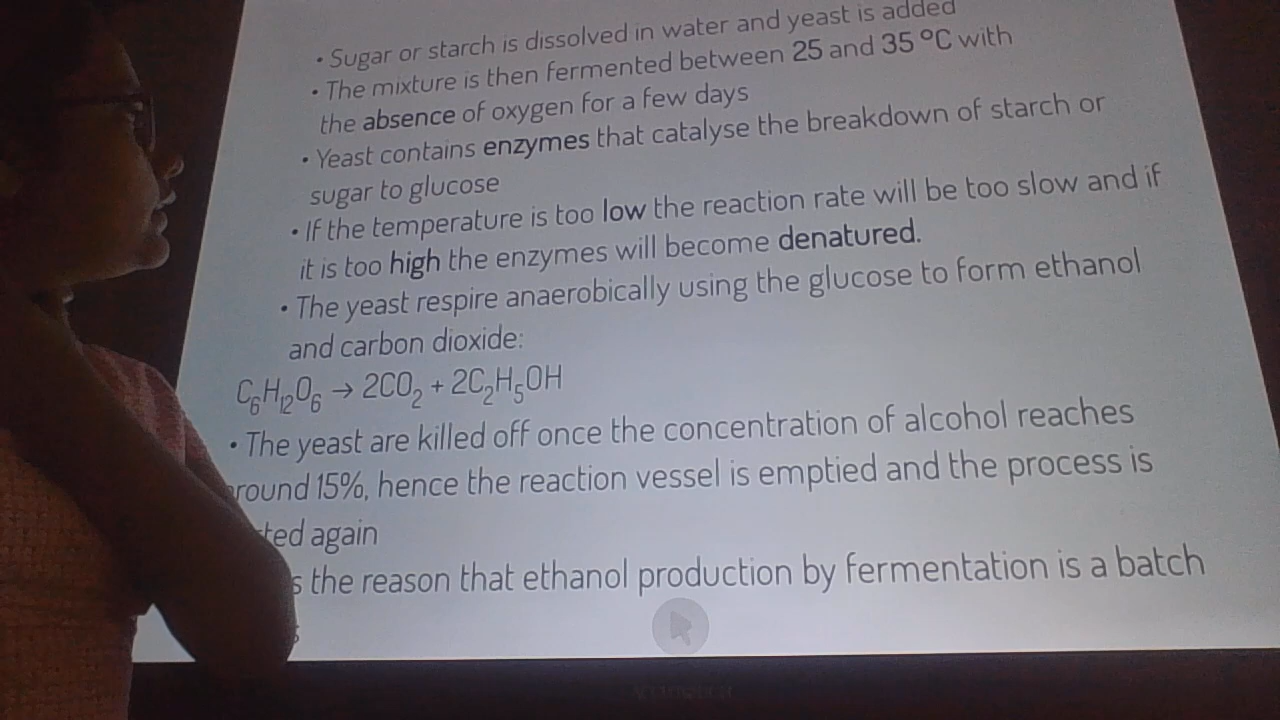 • Sugar or starch is dissolved in water and yeast is added
• The mixture is then fermented between 25 and 35 °C with
the absence of oxygen for a few days
• Yeast contains enzymes that catalyse the breakdown of starch or
sugar to glucose
• If the temperature is too low the reaction rate will be too slow and if
it is too high the enzymes will become denatured.
• The yeast respire anaerobically using the glucose to form ethanol
and carbon dioxide:
C₆H₁₂O₆ → 2CO₂ + 2C₂H₅OH
• The yeast are killed off once the concentration of alcohol reaches
round 15%, hence the reaction vessel is emptied and the process is
ted again
s the reason that ethanol production by fermentation is a batch